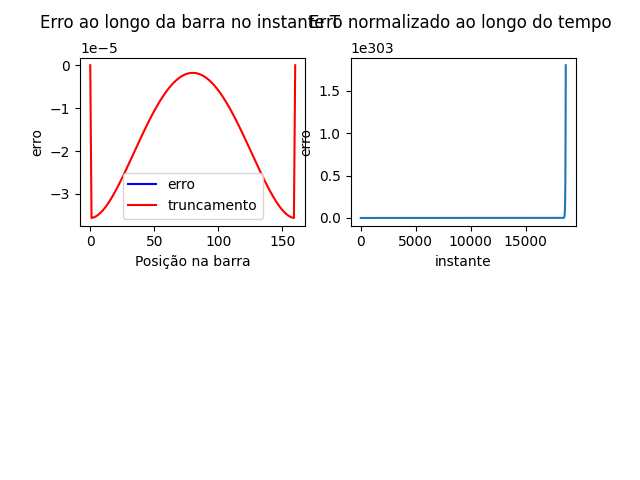 Erro ao longo da barra no instante T
Erro normalizado ao longo do tempo
1e−5
0
−1
−2
−3
erro
erro
truncamento
0
50
100
150
Posição na barra
1e303
1.5
1.0
0.5
0.0
erro
0
5000
10000
15000
instante